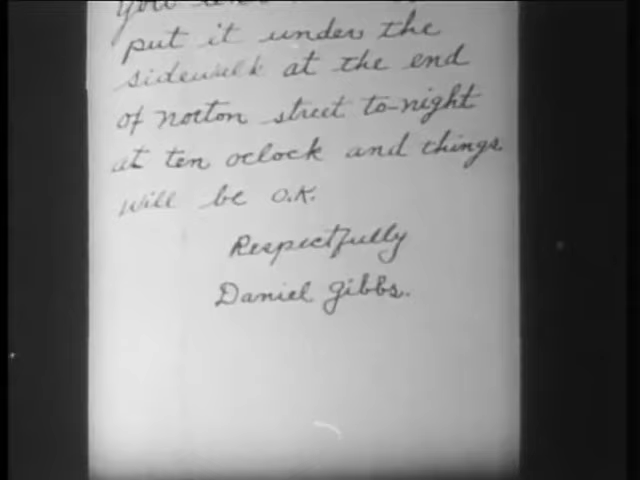 you
put it under the
sidewalk at the end
of norton street to-night
at ten oclock and things
will be O.K.
Respectfully
Daniel Gibbs.